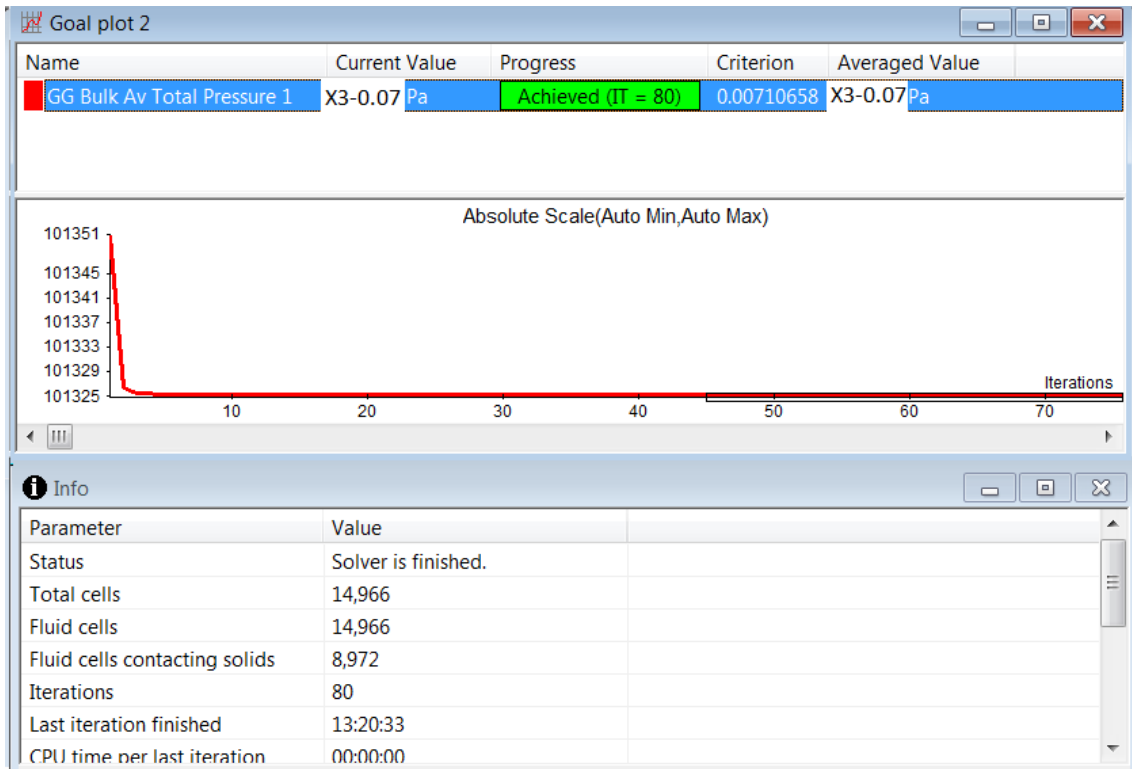 Goal plot 2
Name Current Value Progress Criterion Averaged Value
GG Bulk Av Total Pressure 1 X3-0.07 Pa Achieved (IT = 80) 0.00710658 X3-0.07 Pa
Absolute Scale(Auto Min,Auto Max)
101351
101345
101341
101337
101333
101329
101325
Iterations
10 20 30 40 50 60 70
Info
Parameter Value
Status Solver is finished.
Total cells 14,966
Fluid cells 14,966
Fluid cells contacting solids 8,972
Iterations 80
Last iteration finished 13:20:33
CPU time per last iteration 00:00:00